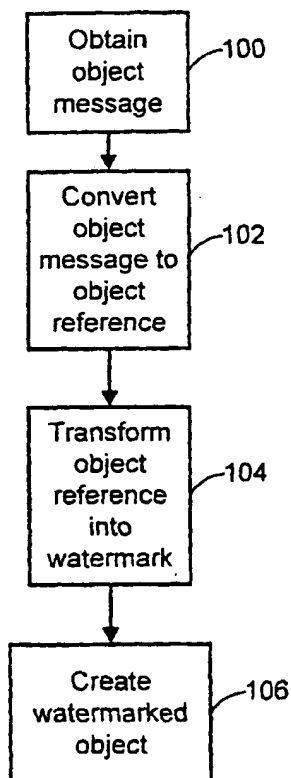 Obtain
object
message
100
Convert
object
message to
object
reference
102
Transform
object
reference
into
watermark
104
Create
watermarked
object
106